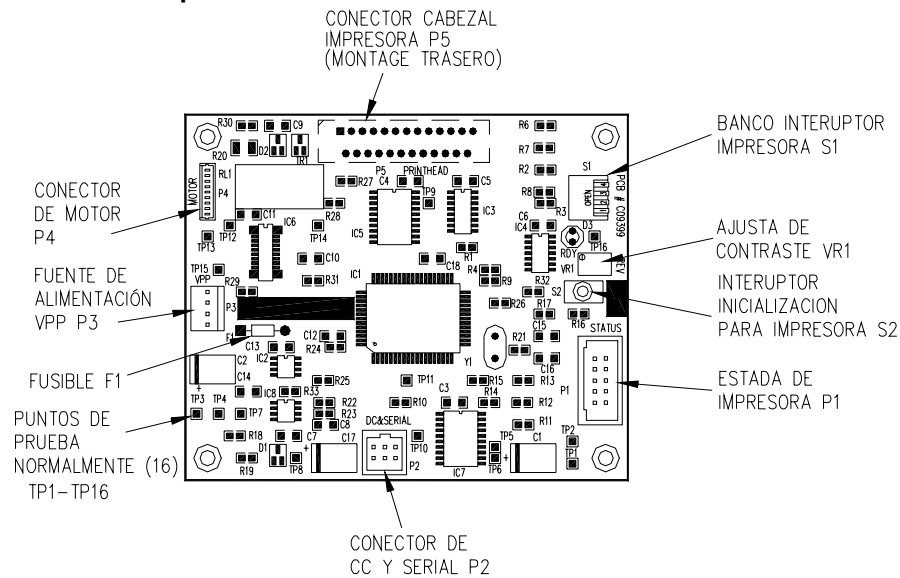 CONECTOR CABEZAL
IMPRESORA P5
(MONTAGE TRASERO)
BANCO INTERUPTOR
IMPRESORA S1
CONECTOR
DE MOTOR
P4
AJUSTA DE
CONTRASTE VR1
FUENTE DE
ALIMENTACIÓN
VPP P3
INTERUPTOR
INICIALIZACION
PARA IMPRESORA S2
FUSIBLE F1
ESTADA DE
IMPRESORA P1
PUNTOS DE
PRUEBA
NORMALMENTE (16)
TP1-TP16
CONECTOR DE
CC Y SERIAL P2
R30
C9
R20
D2
TR1
RL1
MOTOR
P4
P5
PRINTHEAD
R27
C4
TP9
C5
R6
R7
R2
R8
R3
S1
OPEN
1 2 3 4
PCB # C09399
REV
TP13
TP12
C11
IC6
R28
TP14
IC5
IC3
C6
IC4
D3
RDY
TP16
VR1
TP15
VPP
R29
P3
C10
R31
IC1
C18
R1
R4
R9
R32
R26
R17
S2
R16
STATUS
F1
C13
C12
R24
IC2
C2
C14
Y1
R21
C15
C16
TP3
TP4
TP7
IC8
R33
R25
R22
R23
C8
TP11
R10
C3
R15
R14
R13
R12
R11
P1
R18
R19
D1
TP8
C7
C17
DC&SERIAL
P2
TP10
IC7
TP5
TP6
C1
TP2
TP1